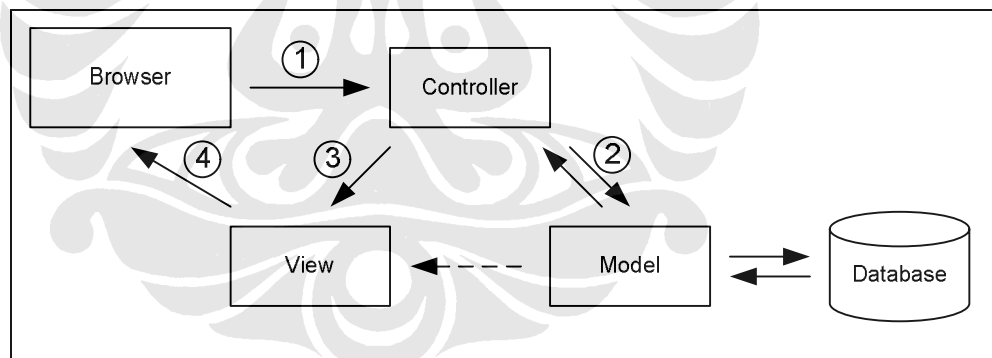 Browser
1
Controller
4
3
2
View
Model
Database